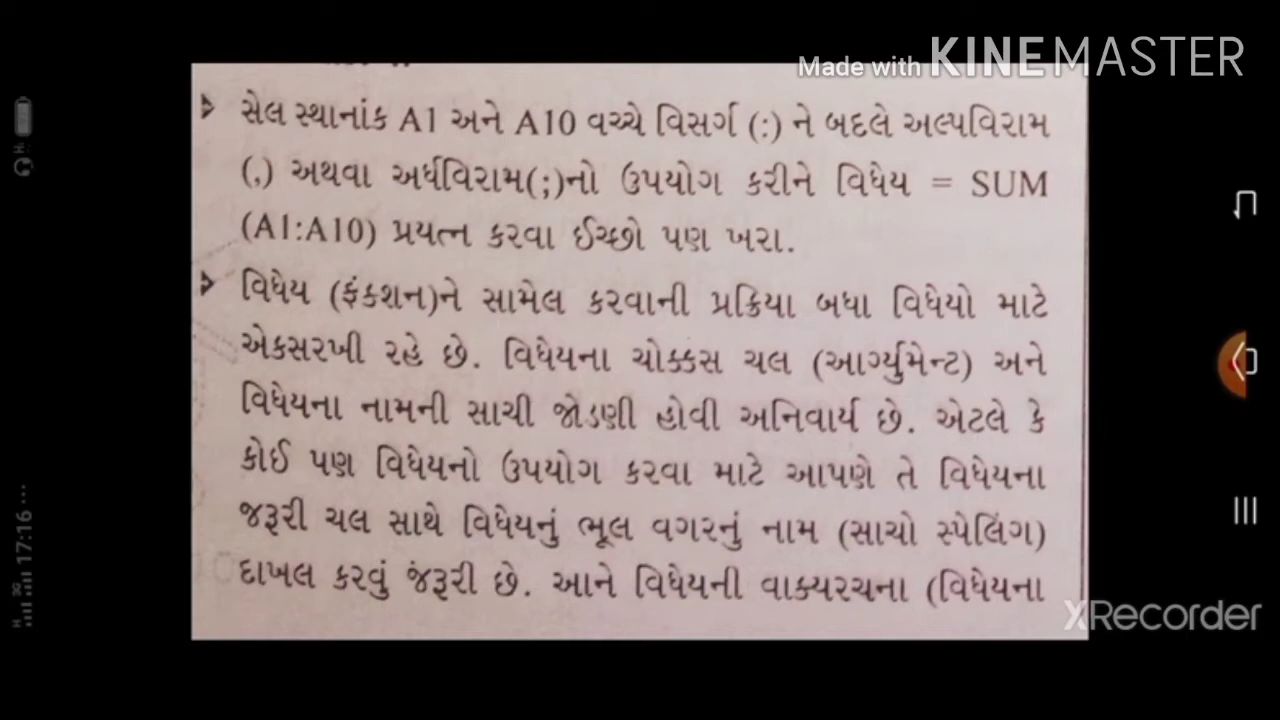 Made with KINEMASTER
સેલ સ્થાનાંક A1 અને A10 વચ્ચે વિસર્ગ (:) ને બદલે અલ્પવિરામ
(,) અથવા અર્ધવિરામ(;)નો ઉપયોગ કરીને વિધેય = SUM
(A1:A10) પ્રયત્ન કરવા ઈચ્છો પણ ખરા.
વિધેય (ફંકશન)ને સામેલ કરવાની પ્રક્રિયા બધા વિધેયો માટે
એકસરખી રહે છે. વિધેયના ચોક્કસ ચલ (આર્ગ્યુમેન્ટ) અને
વિધેયના નામની સાચી જોડણી હોવી અનિવાર્ય છે. એટલે કે
કોઈ પણ વિધેયનો ઉપયોગ કરવા માટે આપણે તે વિધેયના
જરૂરી ચલ સાથે વિધેયનું ભૂલ વગરનું નામ (સાચો સ્પેલિંગ)
દાખલ કરવું જરૂરી છે. આને વિધેયની વાક્યરચના (વિધેયના
XRecorder
17:16